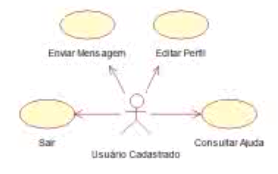 Enviar Mensagem
Editar Perfil
Sair
Consultar Ajuda
Usuário Cadastrado